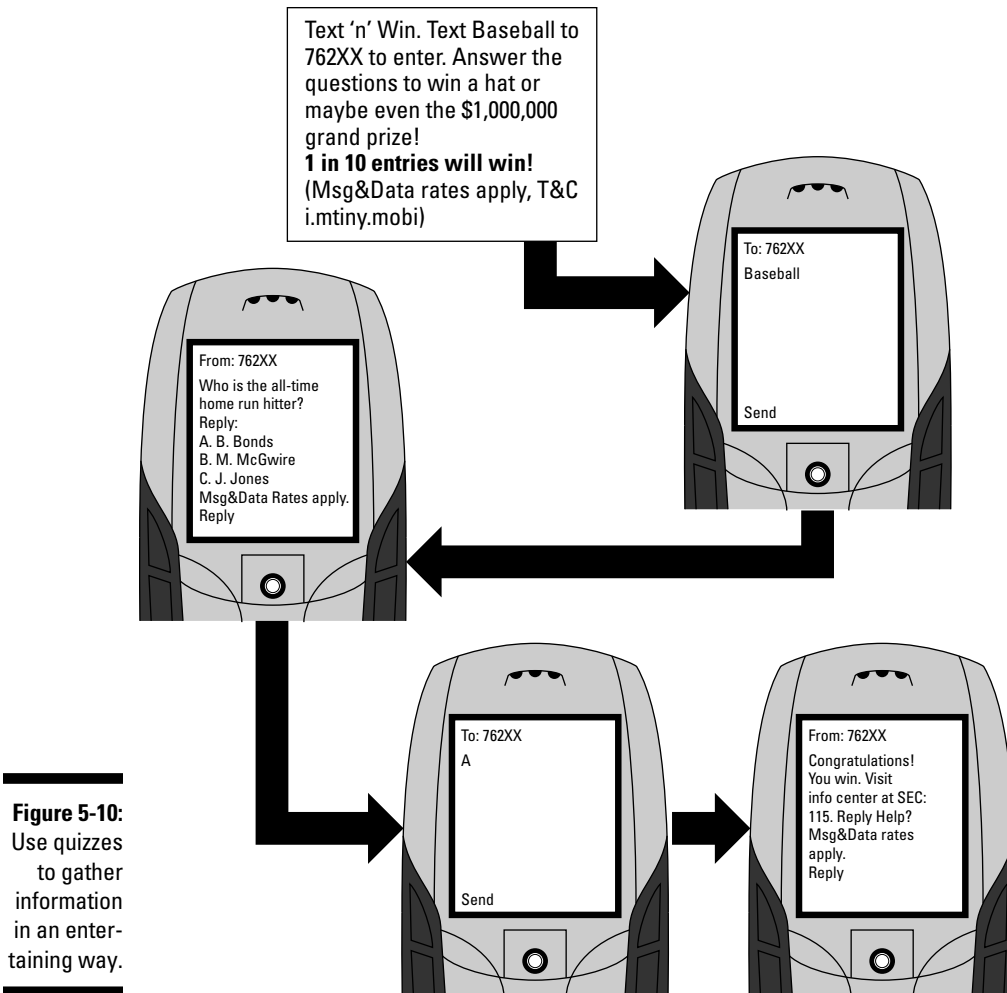 Text ‘n’ Win. Text Baseball to
762XX to enter. Answer the
questions to win a hat or
maybe even the $1,000,000
grand prize!
1 in 10 entries will win!
(Msg&Data rates apply, T&C
i.mtiny.mobi)
To: 762XX
Baseball
Send
From: 762XX
Who is the all-time
home run hitter?
Reply:
A. B. Bonds
B. M. McGwire
C. J. Jones
Msg&Data Rates apply.
Reply
To: 762XX
A
Send
From: 762XX
Congratulations!
You win. Visit
info center at SEC:
115. Reply Help?
Msg&Data rates
apply.
Reply
Figure 5-10:
Use quizzes
to gather
information
in an enter-
taining way.